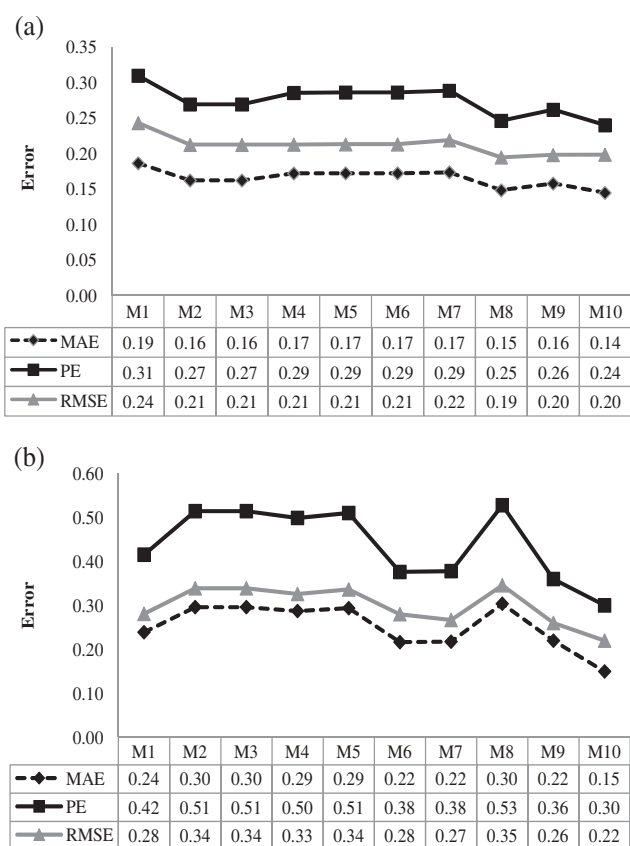 (a)
0.35
0.30
0.25
0.20
0.15
0.10
0.05
0.00
Error
M1 M2 M3 M4 M5 M6 M7 M8 M9 M10
MAE 0.19 0.16 0.16 0.17 0.17 0.17 0.17 0.15 0.16 0.14
PE 0.31 0.27 0.27 0.29 0.29 0.29 0.29 0.25 0.26 0.24
RMSE 0.24 0.21 0.21 0.21 0.21 0.21 0.22 0.19 0.20 0.20
(b)
0.60
0.50
0.40
0.30
0.20
0.10
0.00
Error
M1 M2 M3 M4 M5 M6 M7 M8 M9 M10
MAE 0.24 0.30 0.30 0.29 0.29 0.22 0.22 0.30 0.22 0.15
PE 0.42 0.51 0.51 0.50 0.51 0.38 0.38 0.53 0.36 0.30
RMSE 0.28 0.34 0.34 0.33 0.34 0.28 0.27 0.35 0.26 0.22